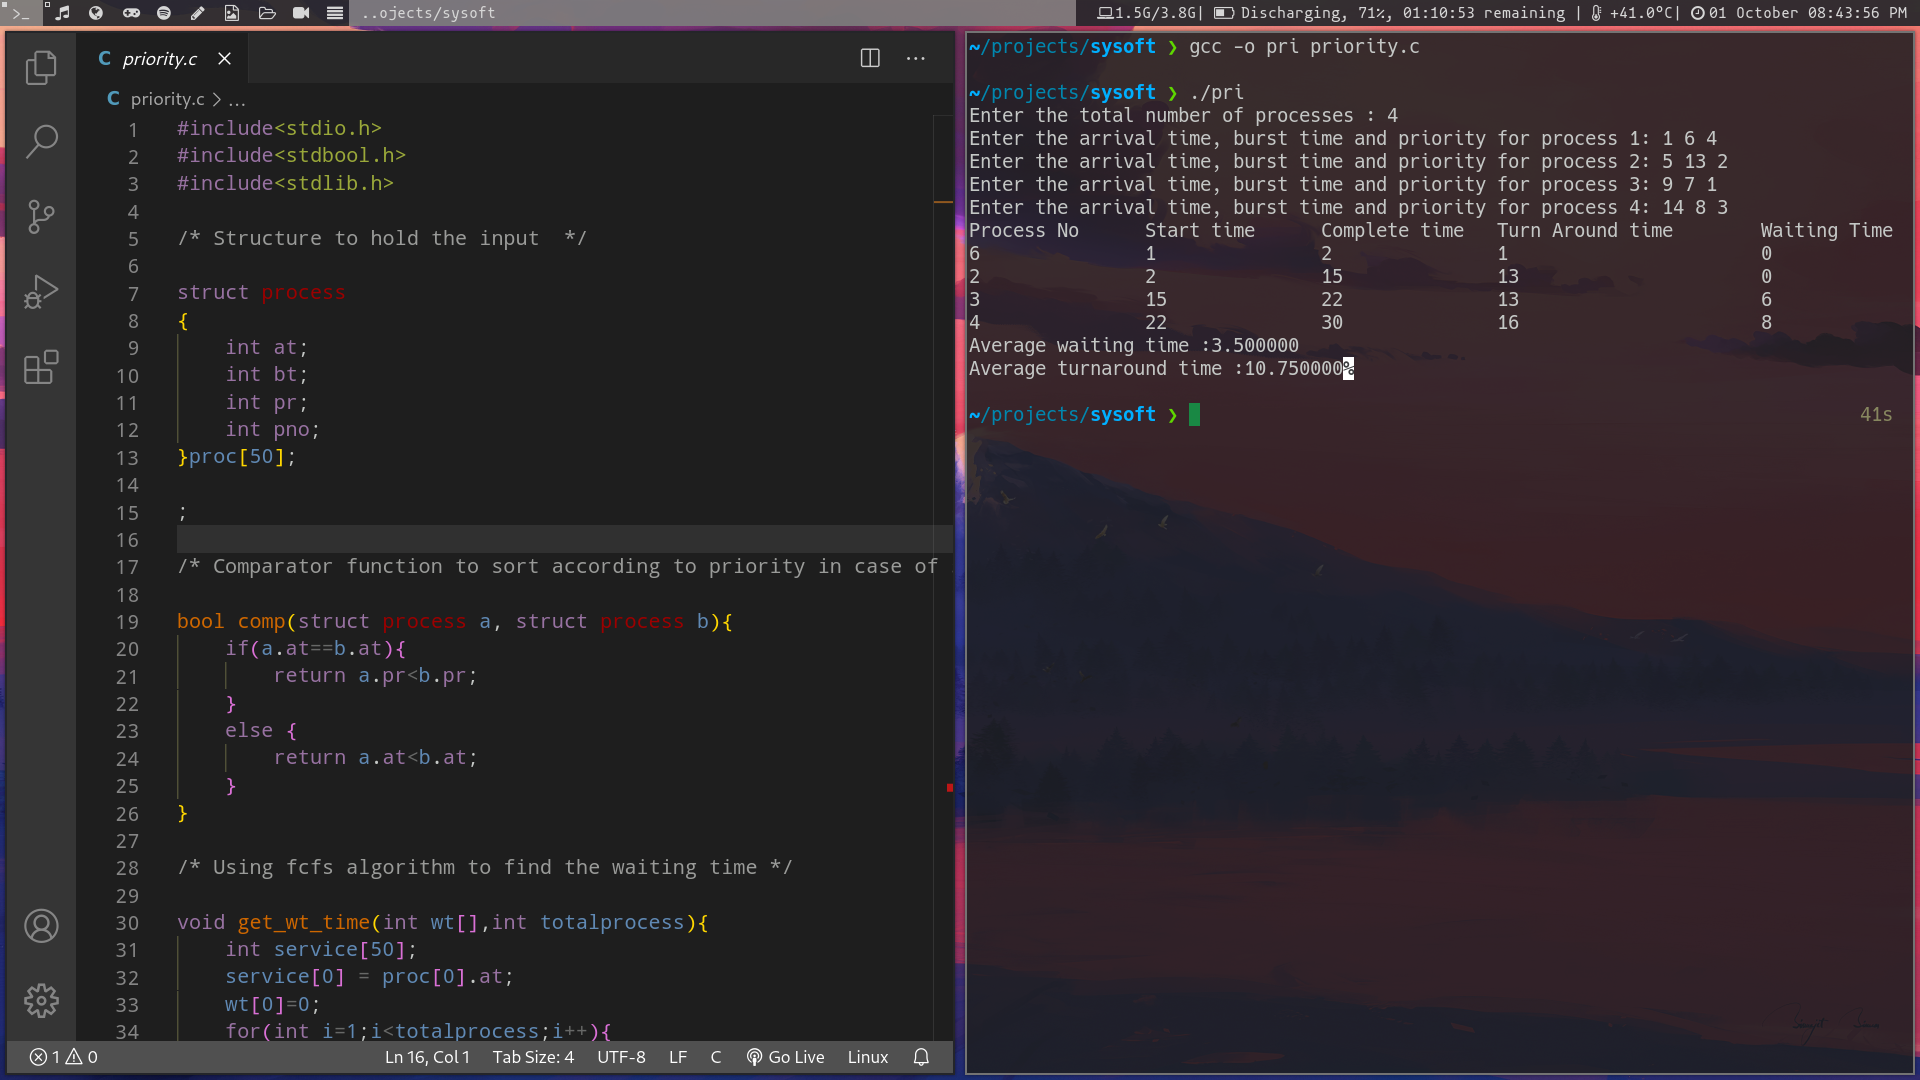 >_ ..ojects/sysoft 1.5G/3.8G| Discharging, 71%, 01:10:53 remaining | +41.0°C| 01 October 08:43:56 PM
C priority.c
C priority.c > ...
1 #include<stdio.h>
2 #include<stdbool.h>
3 #include<stdlib.h>
4
5 /* Structure to hold the input  */
6
7 struct process
8 {
9     int at;
10     int bt;
11     int pr;
12     int pno;
13 }proc[50];
14
15 ;
16
17 /* Comparator function to sort according to priority in case of
18
19 bool comp(struct process a, struct process b){
20     if(a.at==b.at){
21         return a.pr<b.pr;
22     }
23     else {
24         return a.at<b.at;
25     }
26 }
27
28 /* Using fcfs algorithm to find the waiting time */
29
30 void get_wt_time(int wt[],int totalprocess){
31     int service[50];
32     service[0] = proc[0].at;
33     wt[0]=0;
34     for(int i=1;i<totalprocess;i++){
1 0 Ln 16, Col 1 Tab Size: 4 UTF-8 LF C Go Live Linux
~/projects/sysoft ❯ gcc -o pri priority.c
~/projects/sysoft ❯ ./pri
Enter the total number of processes : 4
Enter the arrival time, burst time and priority for process 1: 1 6 4
Enter the arrival time, burst time and priority for process 2: 5 13 2
Enter the arrival time, burst time and priority for process 3: 9 7 1
Enter the arrival time, burst time and priority for process 4: 14 8 3
Process No Start time Complete time Turn Around time Waiting Time
6 1 2 1 0
2 2 15 13 0
3 15 22 13 6
4 22 30 16 8
Average waiting time :3.500000
Average turnaround time :10.750000%
~/projects/sysoft ❯ 41s